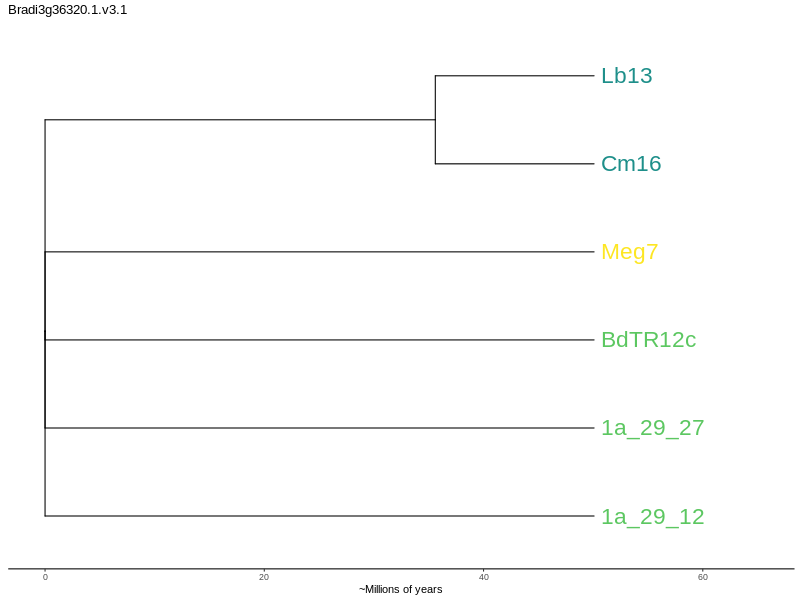 Bradi3g36320.1.v3.1
Lb13
Cm16
Meg7
BdTR12c
1a_29_27
1a_29_12
0 20 40 60
~Millions of years